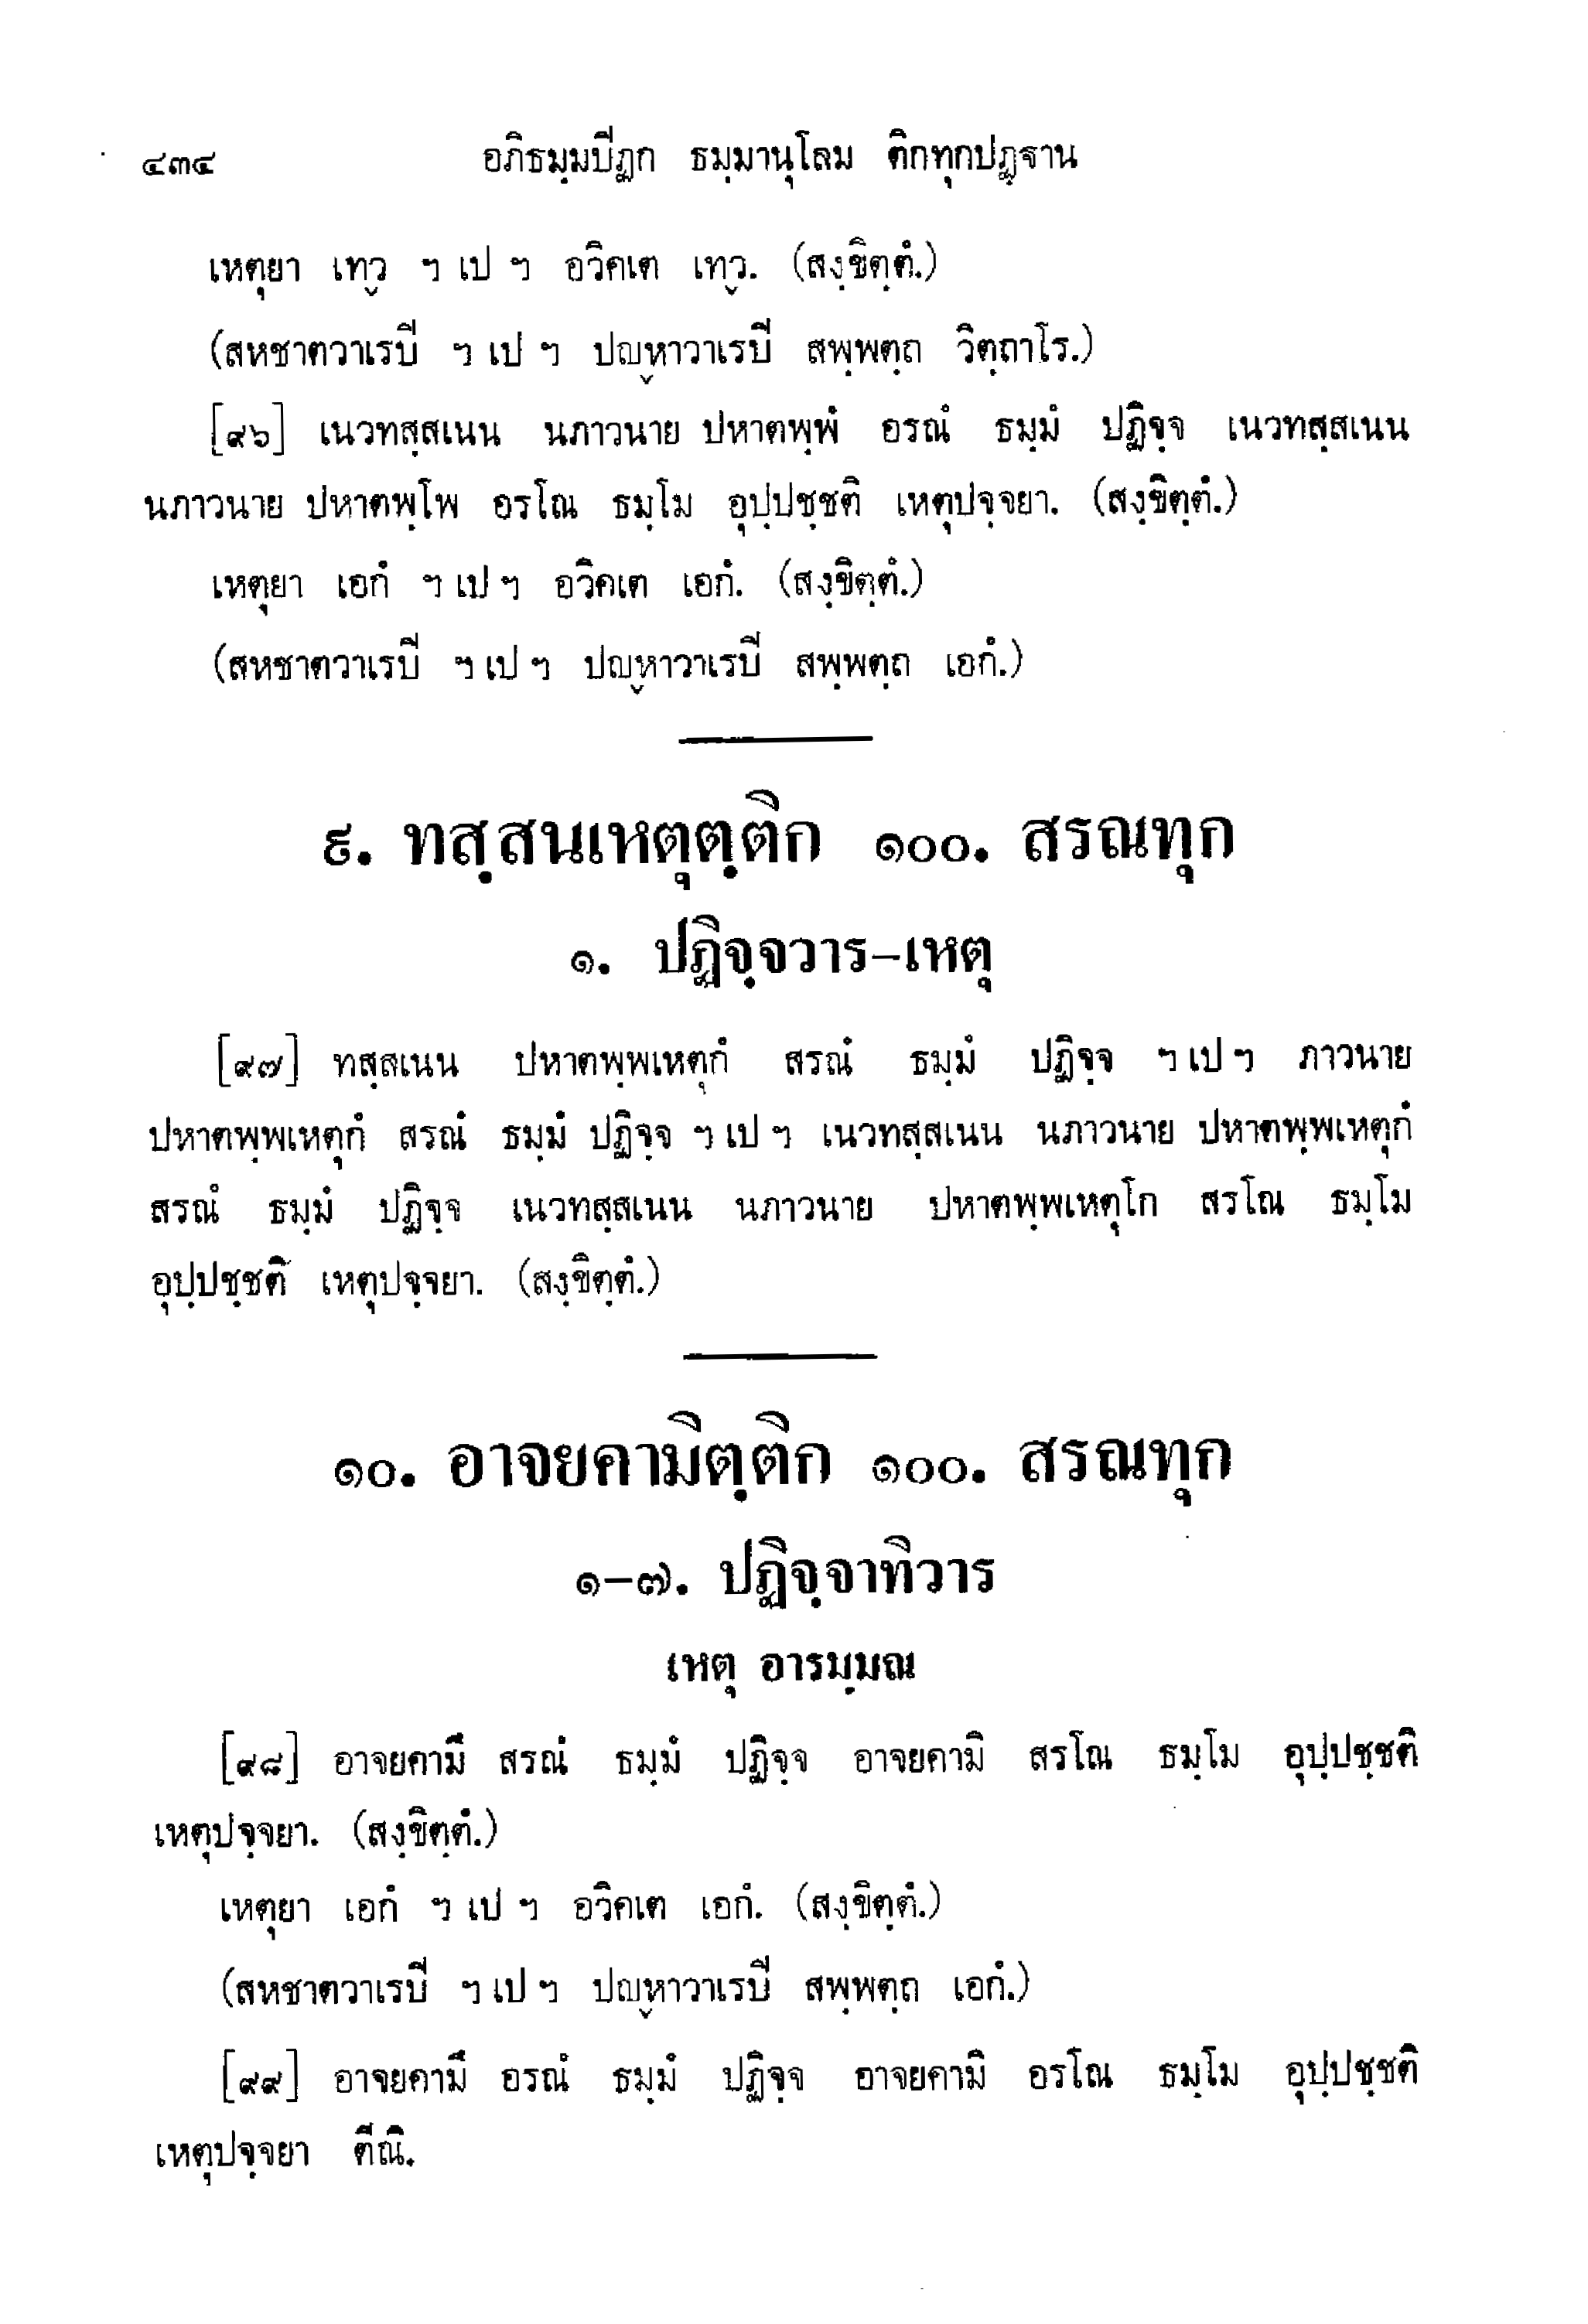 ๔๓๔ อภิธมฺมปิฏก ธมฺมานุโลม ติกทุกปฏฺฐาน
เหตุยา เทฺว ฯ เป ฯ อวิคเต เทฺว. (สงฺขิตฺตํ.)
(สหชาตวาเรปิ ฯ เป ฯ ปญฺหาวาเรปิ สพฺพตฺถ วิตฺถาโร.)
[๙๖] เนวทสฺสเนน นภาวนาย ปหาตพฺพํ อรณํ ธมฺมํ ปฏิจฺจ เนวทสฺสเนน
นภาวนาย ปหาตพฺโพ อรโณ ธมฺโม อุปฺปชฺชติ เหตุปจฺจยา. (สงฺขิตฺตํ.)
เหตุยา เอกํ ฯ เป ฯ อวิคเต เอกํ. (สงฺขิตฺตํ.)
(สหชาตวาเรปิ ฯ เป ฯ ปญฺหาวาเรปิ สพฺพตฺถ เอกํ.)
๙. ทสฺสนเหตุตฺติก ๑๐๐. สรณทุก
๑. ปฏิจฺจวาร-เหตุ
[๙๗] ทสฺสเนน ปหาตพฺพเหตุกํ สรณํ ธมฺมํ ปฏิจฺจ ฯ เป ฯ ภาวนาย
ปหาตพฺพเหตุกํ สรณํ ธมฺมํ ปฏิจฺจ ฯ เป ฯ เนวทสฺสเนน นภาวนาย ปหาตพฺพเหตุกํ
สรณํ ธมฺมํ ปฏิจฺจ เนวทสฺสเนน นภาวนาย ปหาตพฺพเหตุโก สรโณ ธมฺโม
อุปฺปชฺชติ เหตุปจฺจยา. (สงฺขิตฺตํ.)
๑๐. อาจยคามิตฺติก ๑๐๐. สรณทุก
๑-๗. ปฏิจฺจาทิวาร
เหตุ อารมฺมณ
[๙๘] อาจยคามึ สรณํ ธมฺมํ ปฏิจฺจ อาจยคามิ สรโณ ธมฺโม อุปฺปชฺชติ
เหตุปจฺจยา. (สงฺขิตฺตํ.)
เหตุยา เอกํ ฯ เป ฯ อวิคเต เอกํ. (สงฺขิตฺตํ.)
(สหชาตวาเรปิ ฯ เป ฯ ปญฺหาวาเรปิ สพฺพตฺถ เอกํ.)
[๙๙] อาจยคามึ อรณํ ธมฺมํ ปฏิจฺจ อาจยคามิ อรโณ ธมฺโม อุปฺปชฺชติ
เหตุปจฺจยา ตีณิ.